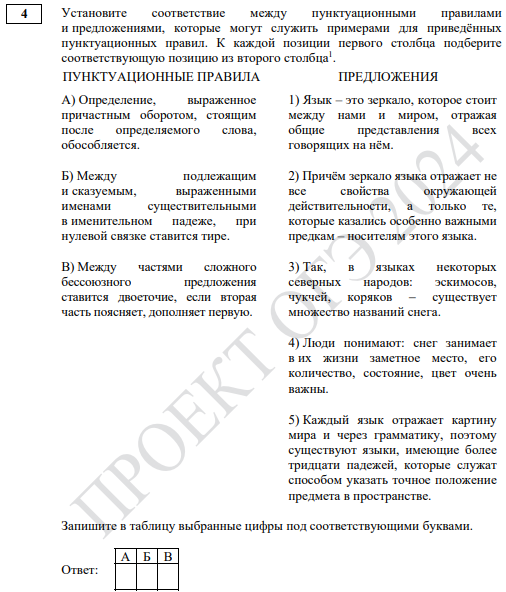 4
Установите соответствие между пунктуационными правилами
и предложениями, которые могут служить примерами для приведённых
пунктуационных правил. К каждой позиции первого столбца подберите
соответствующую позицию из второго столбца¹.
ПУНКТУАЦИОННЫЕ ПРАВИЛА
А) Определение, выраженное
причастным оборотом, стоящим
после определяемого слова,
обособляется.
Б) Между подлежащим
и сказуемым, выраженными
именами существительными
в именительном падеже, при
нулевой связке ставится тире.
В) Между частями сложного
бессоюзного предложения
ставится двоеточие, если вторая
часть поясняет, дополняет первую.
ПРЕДЛОЖЕНИЯ
1) Язык – это зеркало, которое стоит
между нами и миром, отражая
общие представления всех
говорящих на нём.
2) Причём зеркало языка отражает не
все свойства окружающей
действительности, а только те,
которые казались особенно важными
предкам – носителям этого языка.
3) Так, в языках некоторых
северных народов: эскимосов,
чукчей, коряков – существует
множество названий снега.
4) Люди понимают: снег занимает
в их жизни заметное место, его
количество, состояние, цвет очень
важны.
5) Каждый язык отражает картину
мира и через грамматику, поэтому
существуют языки, имеющие более
тридцати падежей, которые служат
способом указать точное положение
предмета в пространстве.
Запишите в таблицу выбранные цифры под соответствующими буквами.
Ответ:
А Б В
ПРОЕКТ ОГЭ 2024